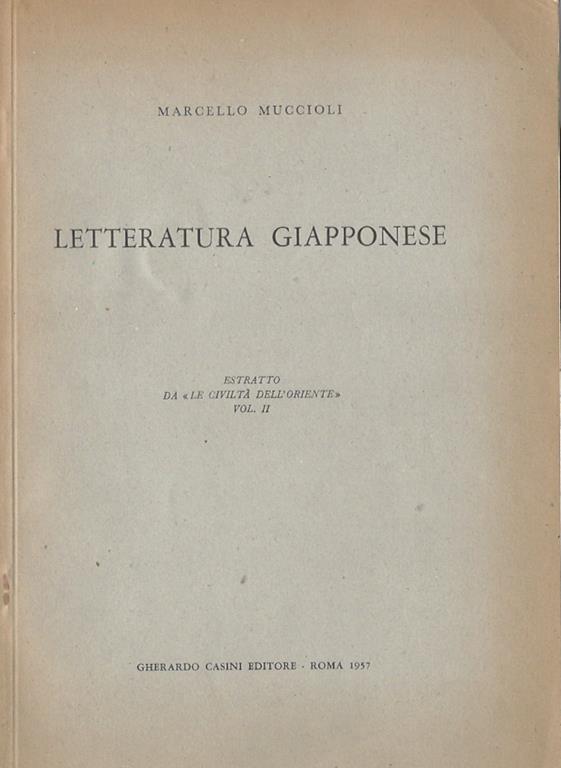 MARCELLO MUCCIOLI
LETTERATURA GIAPPONESE
ESTRATTO
DA «LE CIVILTÀ DELL'ORIENTE»
VOL. II
GHERARDO CASINI EDITORE · ROMA 1957